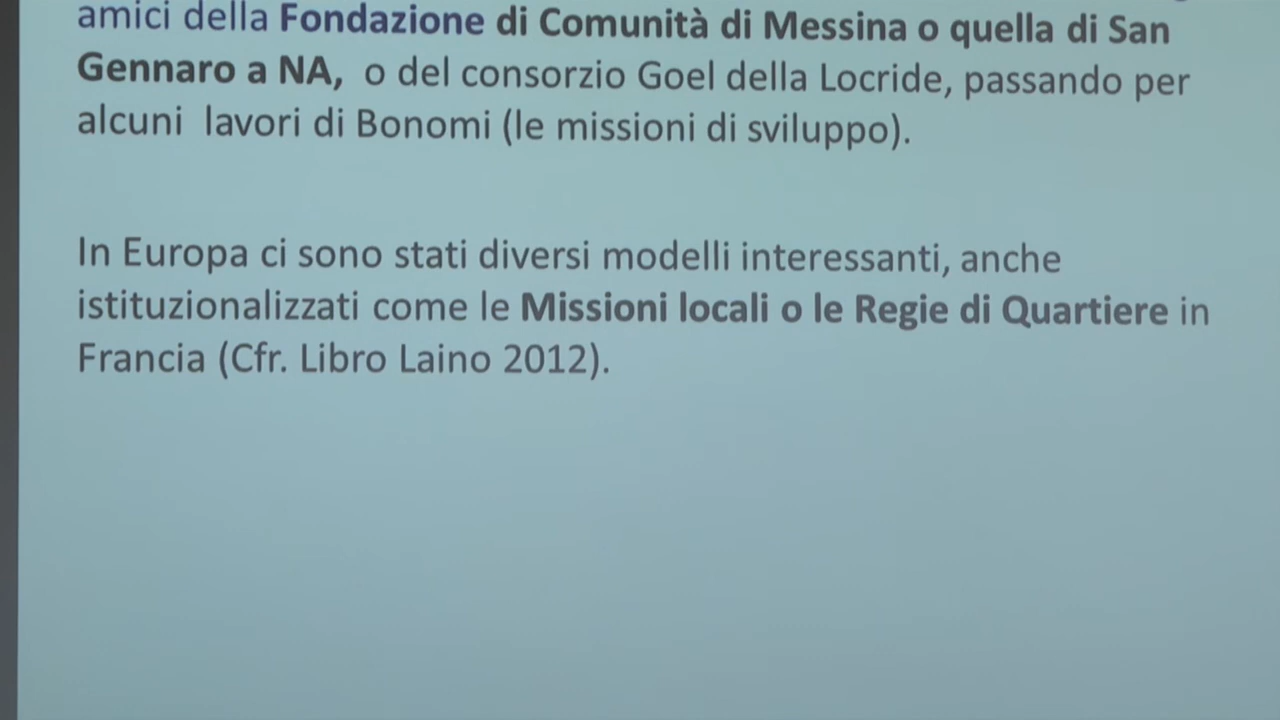 amici della Fondazione di Comunità di Messina o quella di San
Gennaro a NA, o del consorzio Goel della Locride, passando per
alcuni lavori di Bonomi (le missioni di sviluppo).
In Europa ci sono stati diversi modelli interessanti, anche
istituzionalizzati come le Missioni locali o le Regie di Quartiere in
Francia (Cfr. Libro Laino 2012).